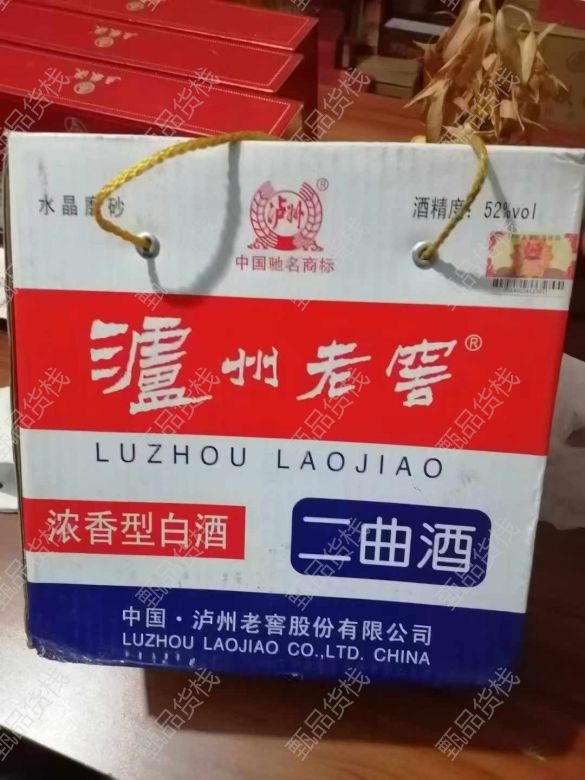 水晶磨砂
泸州
®
中国驰名商标
酒精度：52%vol
瀘州老窖®
LUZHOU LAOJIAO
浓香型白酒
二曲酒
中国·泸州老窖股份有限公司
LUZHOU LAOJIAO CO.,LTD. CHINA
甄品货栈